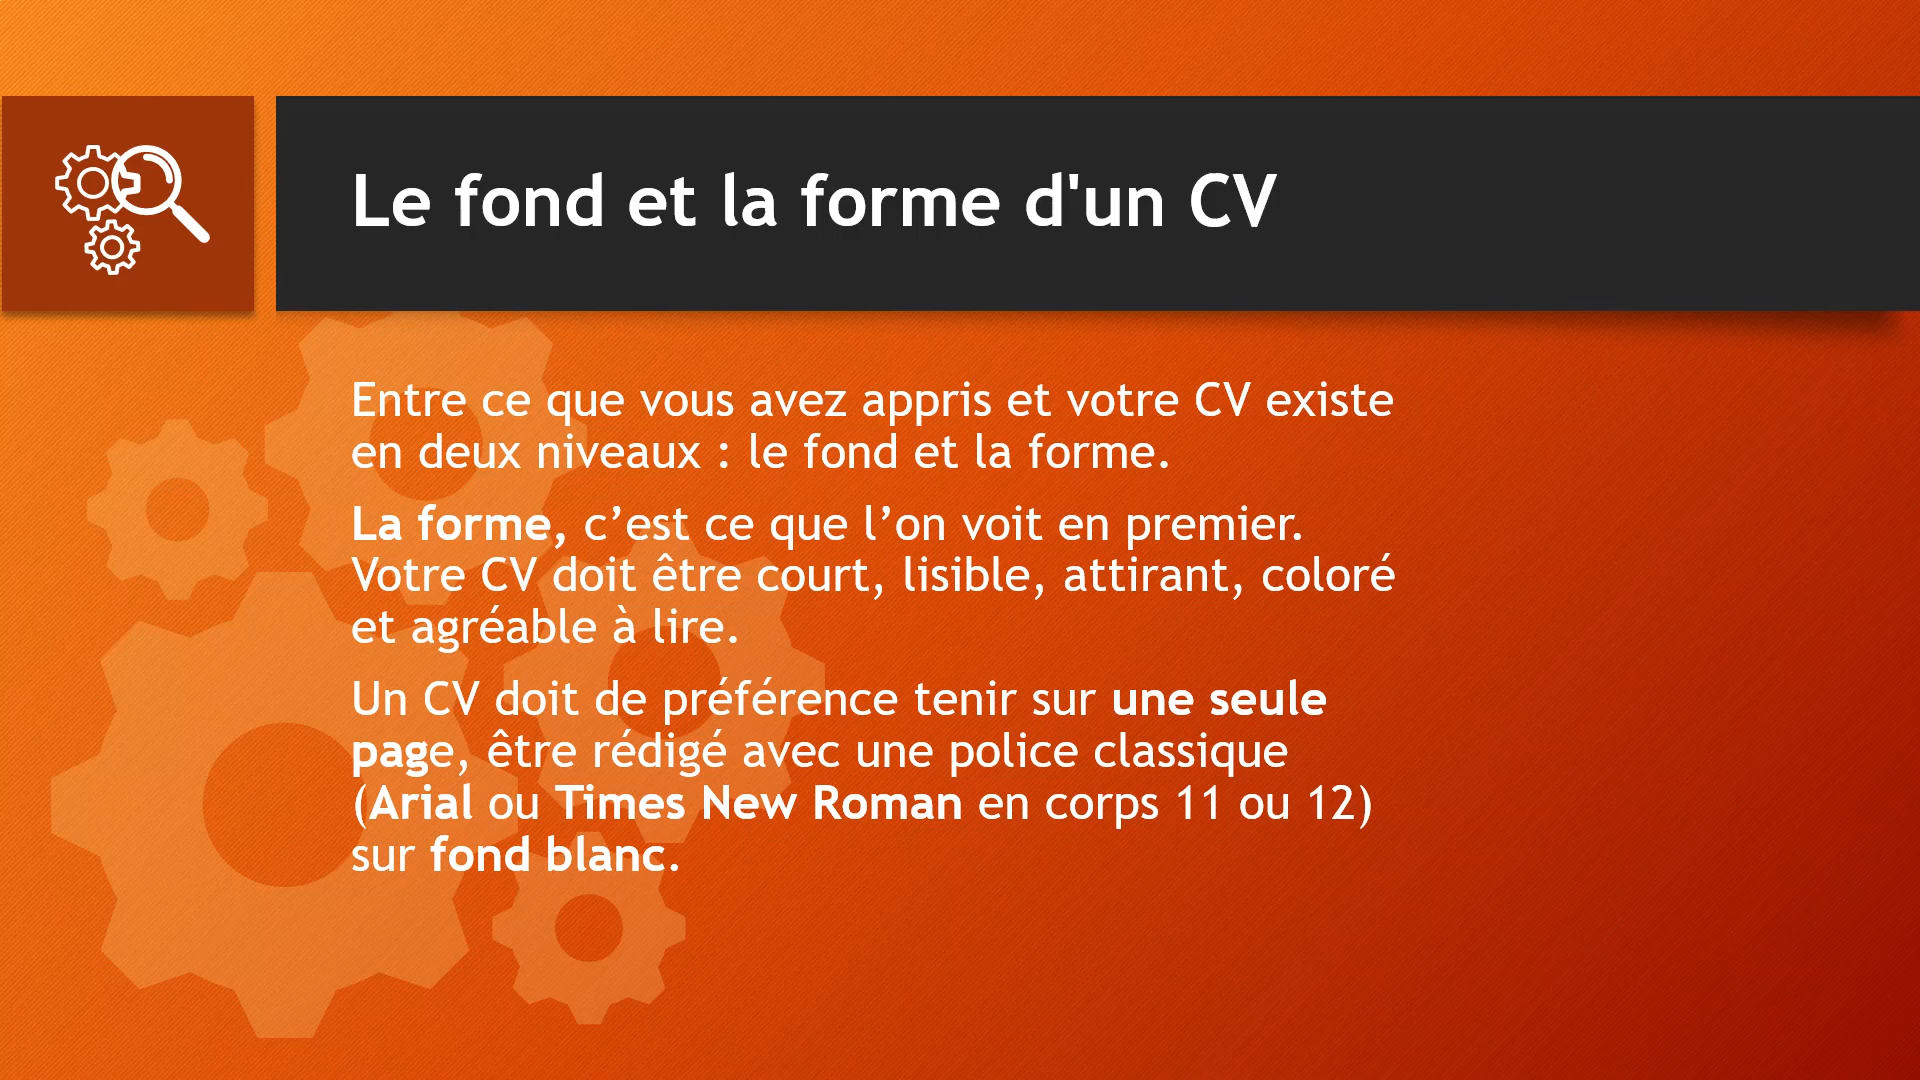 Le fond et la forme d'un CV
Entre ce que vous avez appris et votre CV existe
en deux niveaux : le fond et la forme.
La forme, c’est ce que l’on voit en premier.
Votre CV doit être court, lisible, attirant, coloré
et agréable à lire.
Un CV doit de préférence tenir sur une seule
page, être rédigé avec une police classique
(Arial ou Times New Roman en corps 11 ou 12)
sur fond blanc.